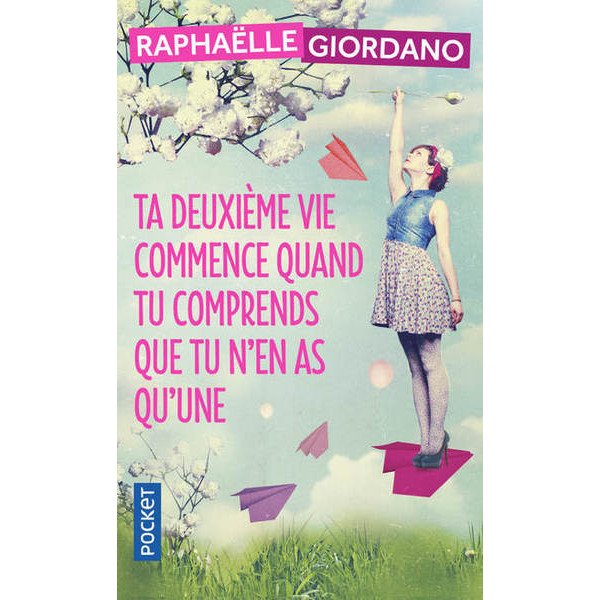 RAPHAËLLE GIORDANO
TA DEUXIÈME VIE
COMMENCE QUAND
TU COMPRENDS
QUE TU N'EN AS
QU'UNE
POCKET